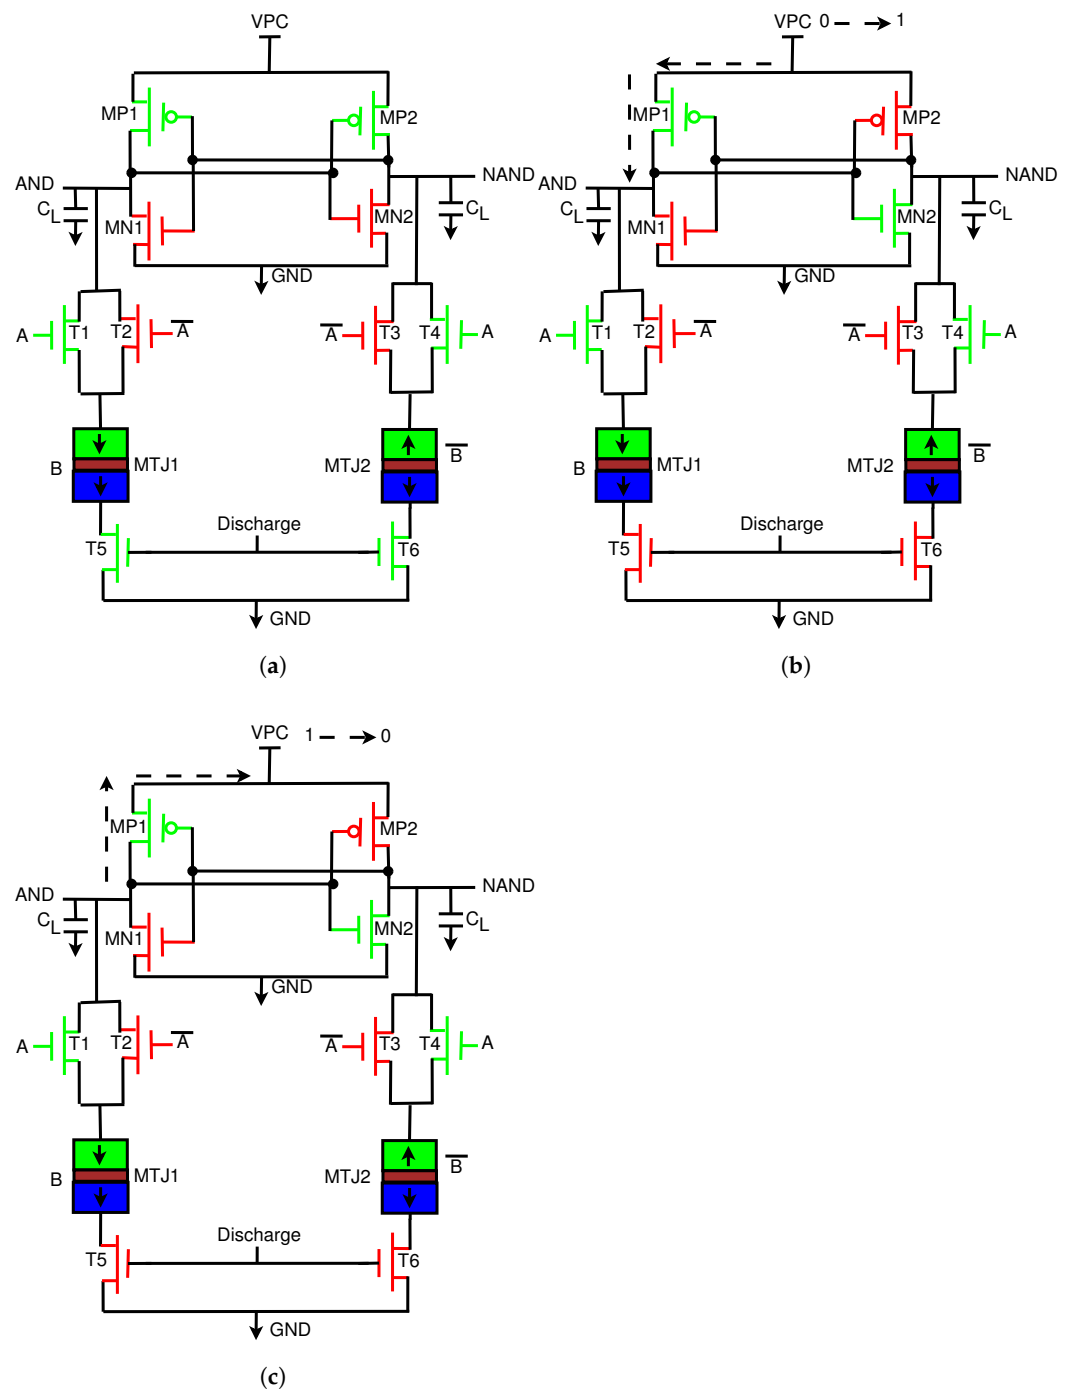 VPC
MP1 MP2
AND NAND
CL MN1 MN2 CL
GND
A T1 T2 A A T3 T4 A
B MTJ1 MTJ2 B
Discharge
T5 T6
GND
(a)
VPC 0 1
MP1 MP2
AND NAND
CL MN1 MN2 CL
GND
A T1 T2 A A T3 T4 A
B MTJ1 MTJ2 B
Discharge
T5 T6
GND
(b)
VPC 1 0
MP1 MP2
AND NAND
CL MN1 MN2 CL
GND
A T1 T2 A A T3 T4 A
B MTJ1 MTJ2 B
Discharge
T5 T6
GND
(c)